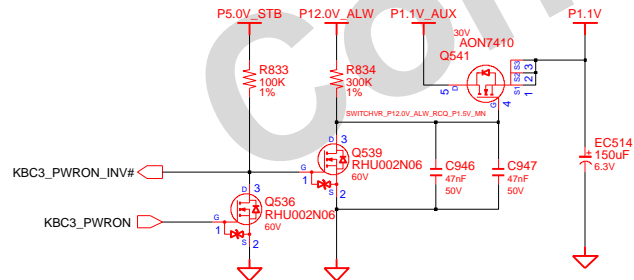 P5.0V_STB P12.0V_ALW P1.1V_AUX P1.1V
30V
AON7410
Q541
R833
100K
1%
R834
300K
1%
5 D S3 3
S2 2
S1 1
G 4
SWITCHVR_P12.0V_ALW_RCQ_P1.5V_MN
D 3
Q539
RHU002N06
60V
G 1
S 2
KBC3_PWRON_INV#
C946
47nF
50V
C947
47nF
50V
EC514
150uF
6.3V
D 3
Q536
RHU002N06
60V
G 1
S 2
KBC3_PWRON